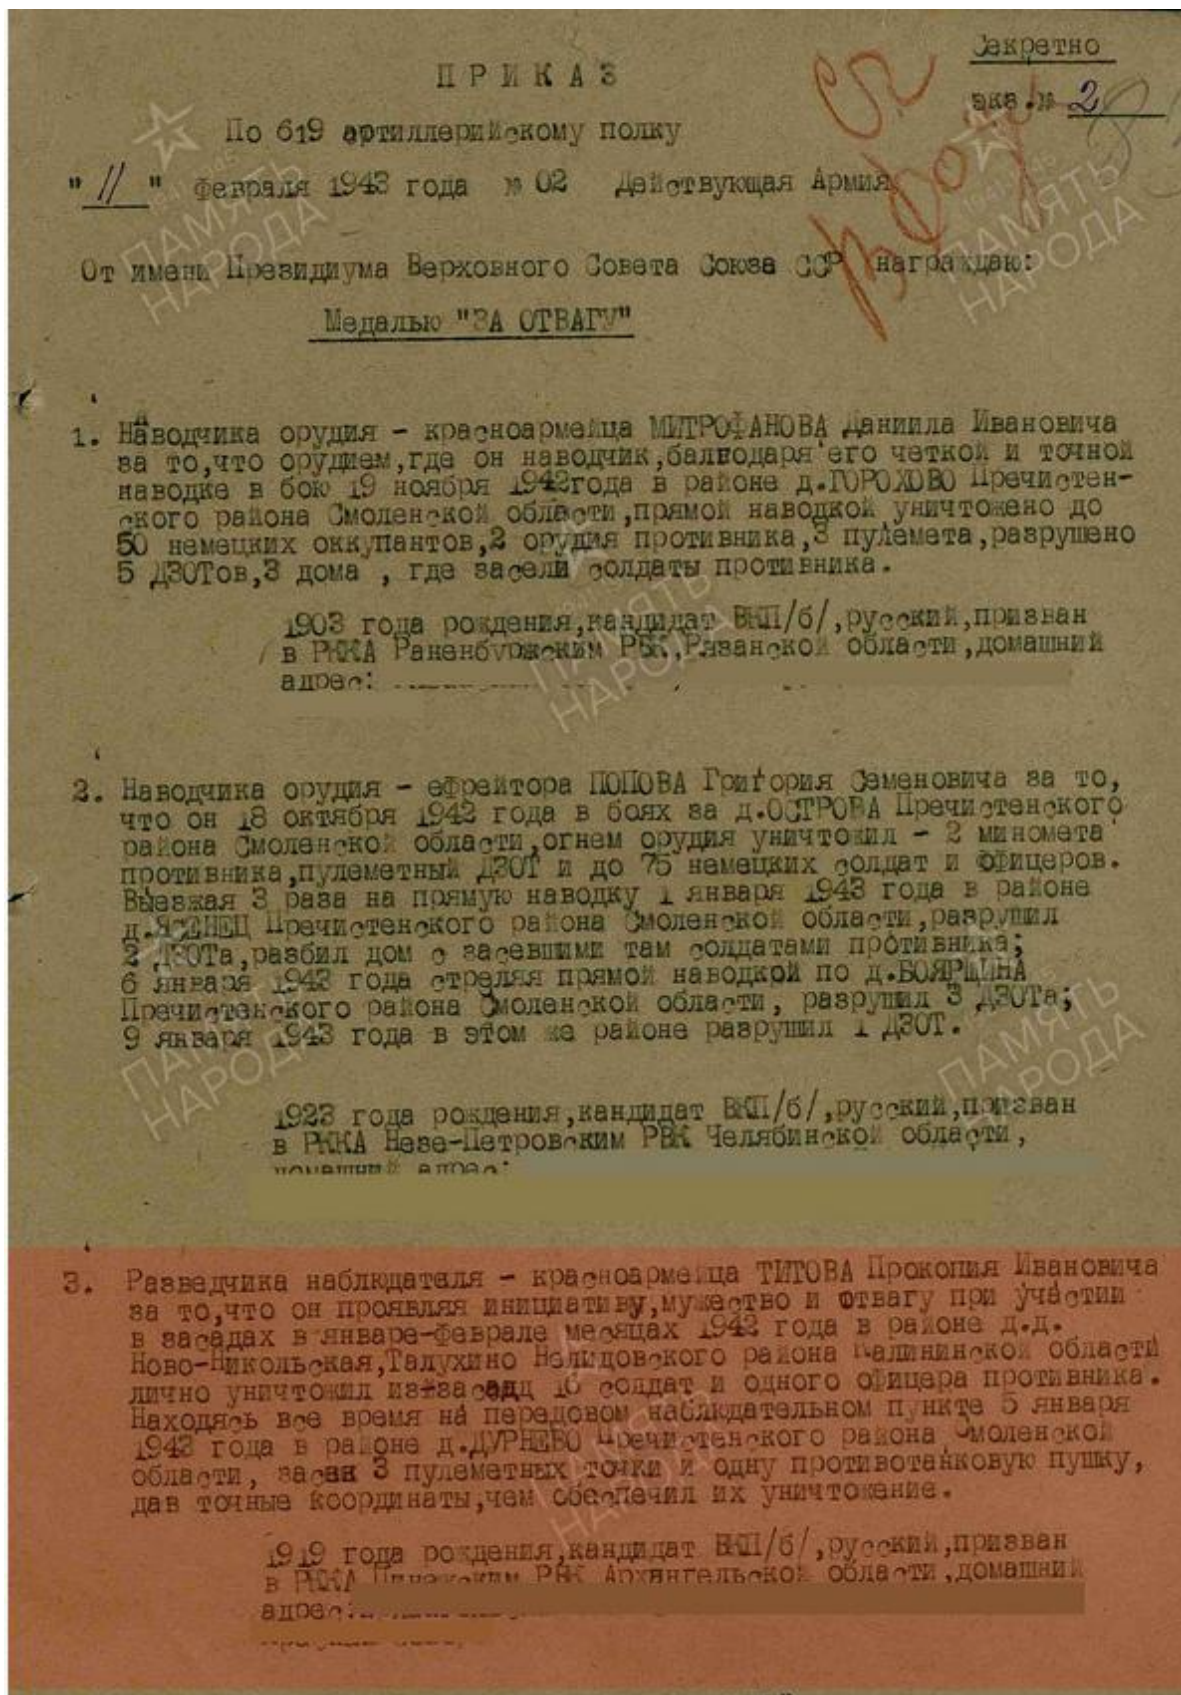 Секретно
ПРИКАЗ
экз.№ 2
По 619 артиллерийскому полку
"11" февраля 1943 года № 02 Действующая Армия
От имени Президиума Верховного Совета Союза ССР награждаю:
Медалью "ЗА ОТВАГУ"
1. Наводчика орудия - красноармейца МИТРОФАНОВА Даниила Ивановича
за то,что орудием,где он наводчик,балгодаря его четкой и точной
наводке в бою 19 ноября 1942года в районе д.ГОРОХОВО Пречистен-
ского района Смоленской области,прямой наводкой уничтожено до
50 немецких оккупантов,2 орудия противника,3 пулемета,разрушено
5 ДЗОТов,3 дома , где засели солдаты противника.
1903 года рождения,кандидат ВКП/б/,русский,призван
в РККА Раненбуржским РВК,Рязанской области,домашний
адрес:
2. Наводчика орудия - ефрейтора ПОПОВА Григория Семеновича за то,
что он 18 октября 1942 года в боях за д.ОСТРОВА Пречистенского
района Смоленской области,огнем орудия уничтожил - 2 миномета
противника,пулеметный ДЗОТ и до 75 немецких солдат и офицеров.
Выезжая 3 раза на прямую наводку 1 января 1943 года в районе
д.ЯСЕНЕЦ Пречистенского района Смоленской области,разрушил
2 ДЗОТа,разбил дом с засевшими там солдатами противника;
6 января 1943 года стреляя прямой наводкой по д.БОЯРЩИНА
Пречистенского района Смоленской области, разрушил 3 ДЗОТа;
9 января 1943 года в этом же районе разрушил 1 ДЗОТ.
1923 года рождения,кандидат ВКП/б/,русский,призван
в РККА Незе-Петровским РВК Челябинской области,
домашний адрес:
3. Разведчика наблюдателя - красноармейца ТИТОВА Прокопия Ивановича
за то,что он проявляя инициативу,мужество и отвагу при участии
в засадах в январе-феврале месяцах 1942 года в районе д.д.
Ново-Никольская,Талухино Нелидовского района Калининской области
лично уничтожил из засад 16 солдат и одного офицера противника.
Находясь все время на передовом наблюдательном пункте 5 января
1943 года в районе д.ДУРНЕВО Пречистенского района Смоленской
области, засек 3 пулеметных точки и одну противотанковую пушку,
дав точные координаты,чем обеспечил их уничтожение.
1919 года рождения,кандидат ВКП/б/,русский,призван
в РККА Пинежским РВК Архангельской области,домашний
адрес:
ПАМЯТЬ
НАРОДА